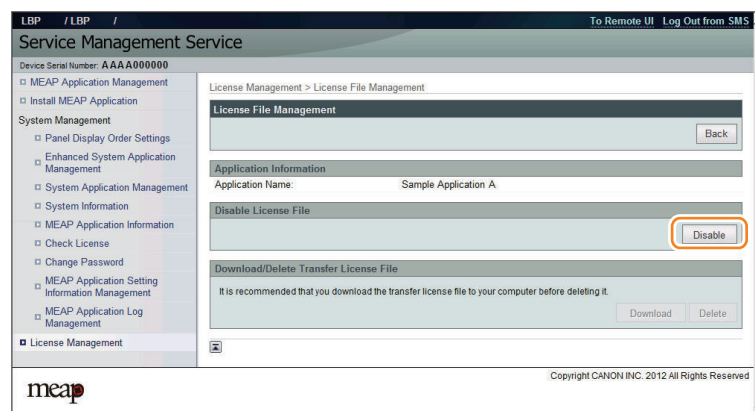 LBP / LBP /
To Remote UI Log Out from SMS
Service Management Service
Device Serial Number: AAAA000000
MEAP Application Management
Install MEAP Application
System Management
Panel Display Order Settings
Enhanced System Application
Management
System Application Management
System Information
MEAP Application Information
Check License
Change Password
MEAP Application Setting
Information Management
MEAP Application Log
Management
License Management
License Management > License File Management
License File Management
Back
Application Information
Application Name: Sample Application A
Disable License File
Disable
Download/Delete Transfer License File
It is recommended that you download the transfer license file to your computer before deleting it.
Download Delete
Copyright CANON INC. 2012 All Rights Reserved
meap